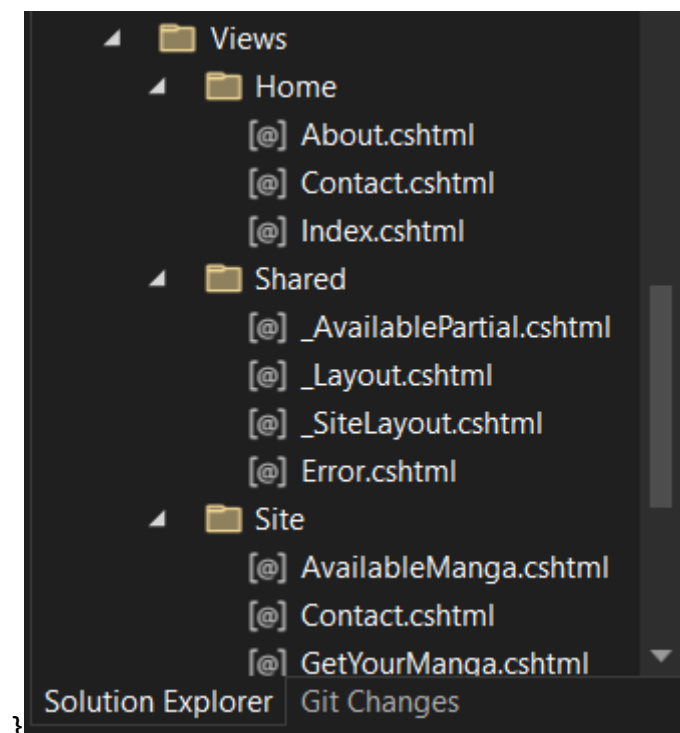 Views
Home
[@] About.cshtml
[@] Contact.cshtml
[@] Index.cshtml
Shared
[@] _AvailablePartial.cshtml
[@] _Layout.cshtml
[@] _SiteLayout.cshtml
[@] Error.cshtml
Site
[@] AvailableManga.cshtml
[@] Contact.cshtml
[@] GetYourManga.cshtml
Solution Explorer Git Changes
}